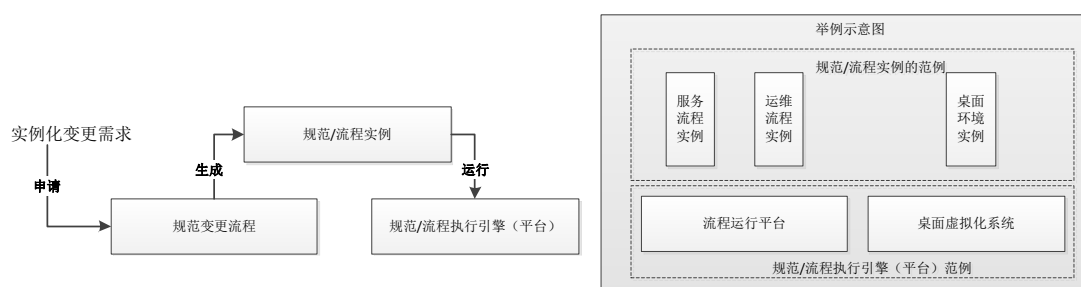 实例化变更需求
申请
规范变更流程
生成
规范/流程实例
运行
规范/流程执行引擎（平台）
举例示意图
规范/流程实例的范例
服务
流程
实例
运维
流程
实例
桌面
环境
实例
流程运行平台
桌面虚拟化系统
规范/流程执行引擎（平台）范例